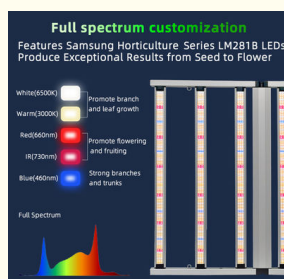 Full spectrum customization
Features Samsung Horticulture Series LM281B LEDs
Produce Exceptional Results from Seed to Flower
White(6500K)
Promote branch
and leaf growth
Warm(3000K)
Red(660nm)
Promote flowering
and fruiting
IR(730nm)
Blue(460nm)
Strong branches
and trunks
Full Spectrum